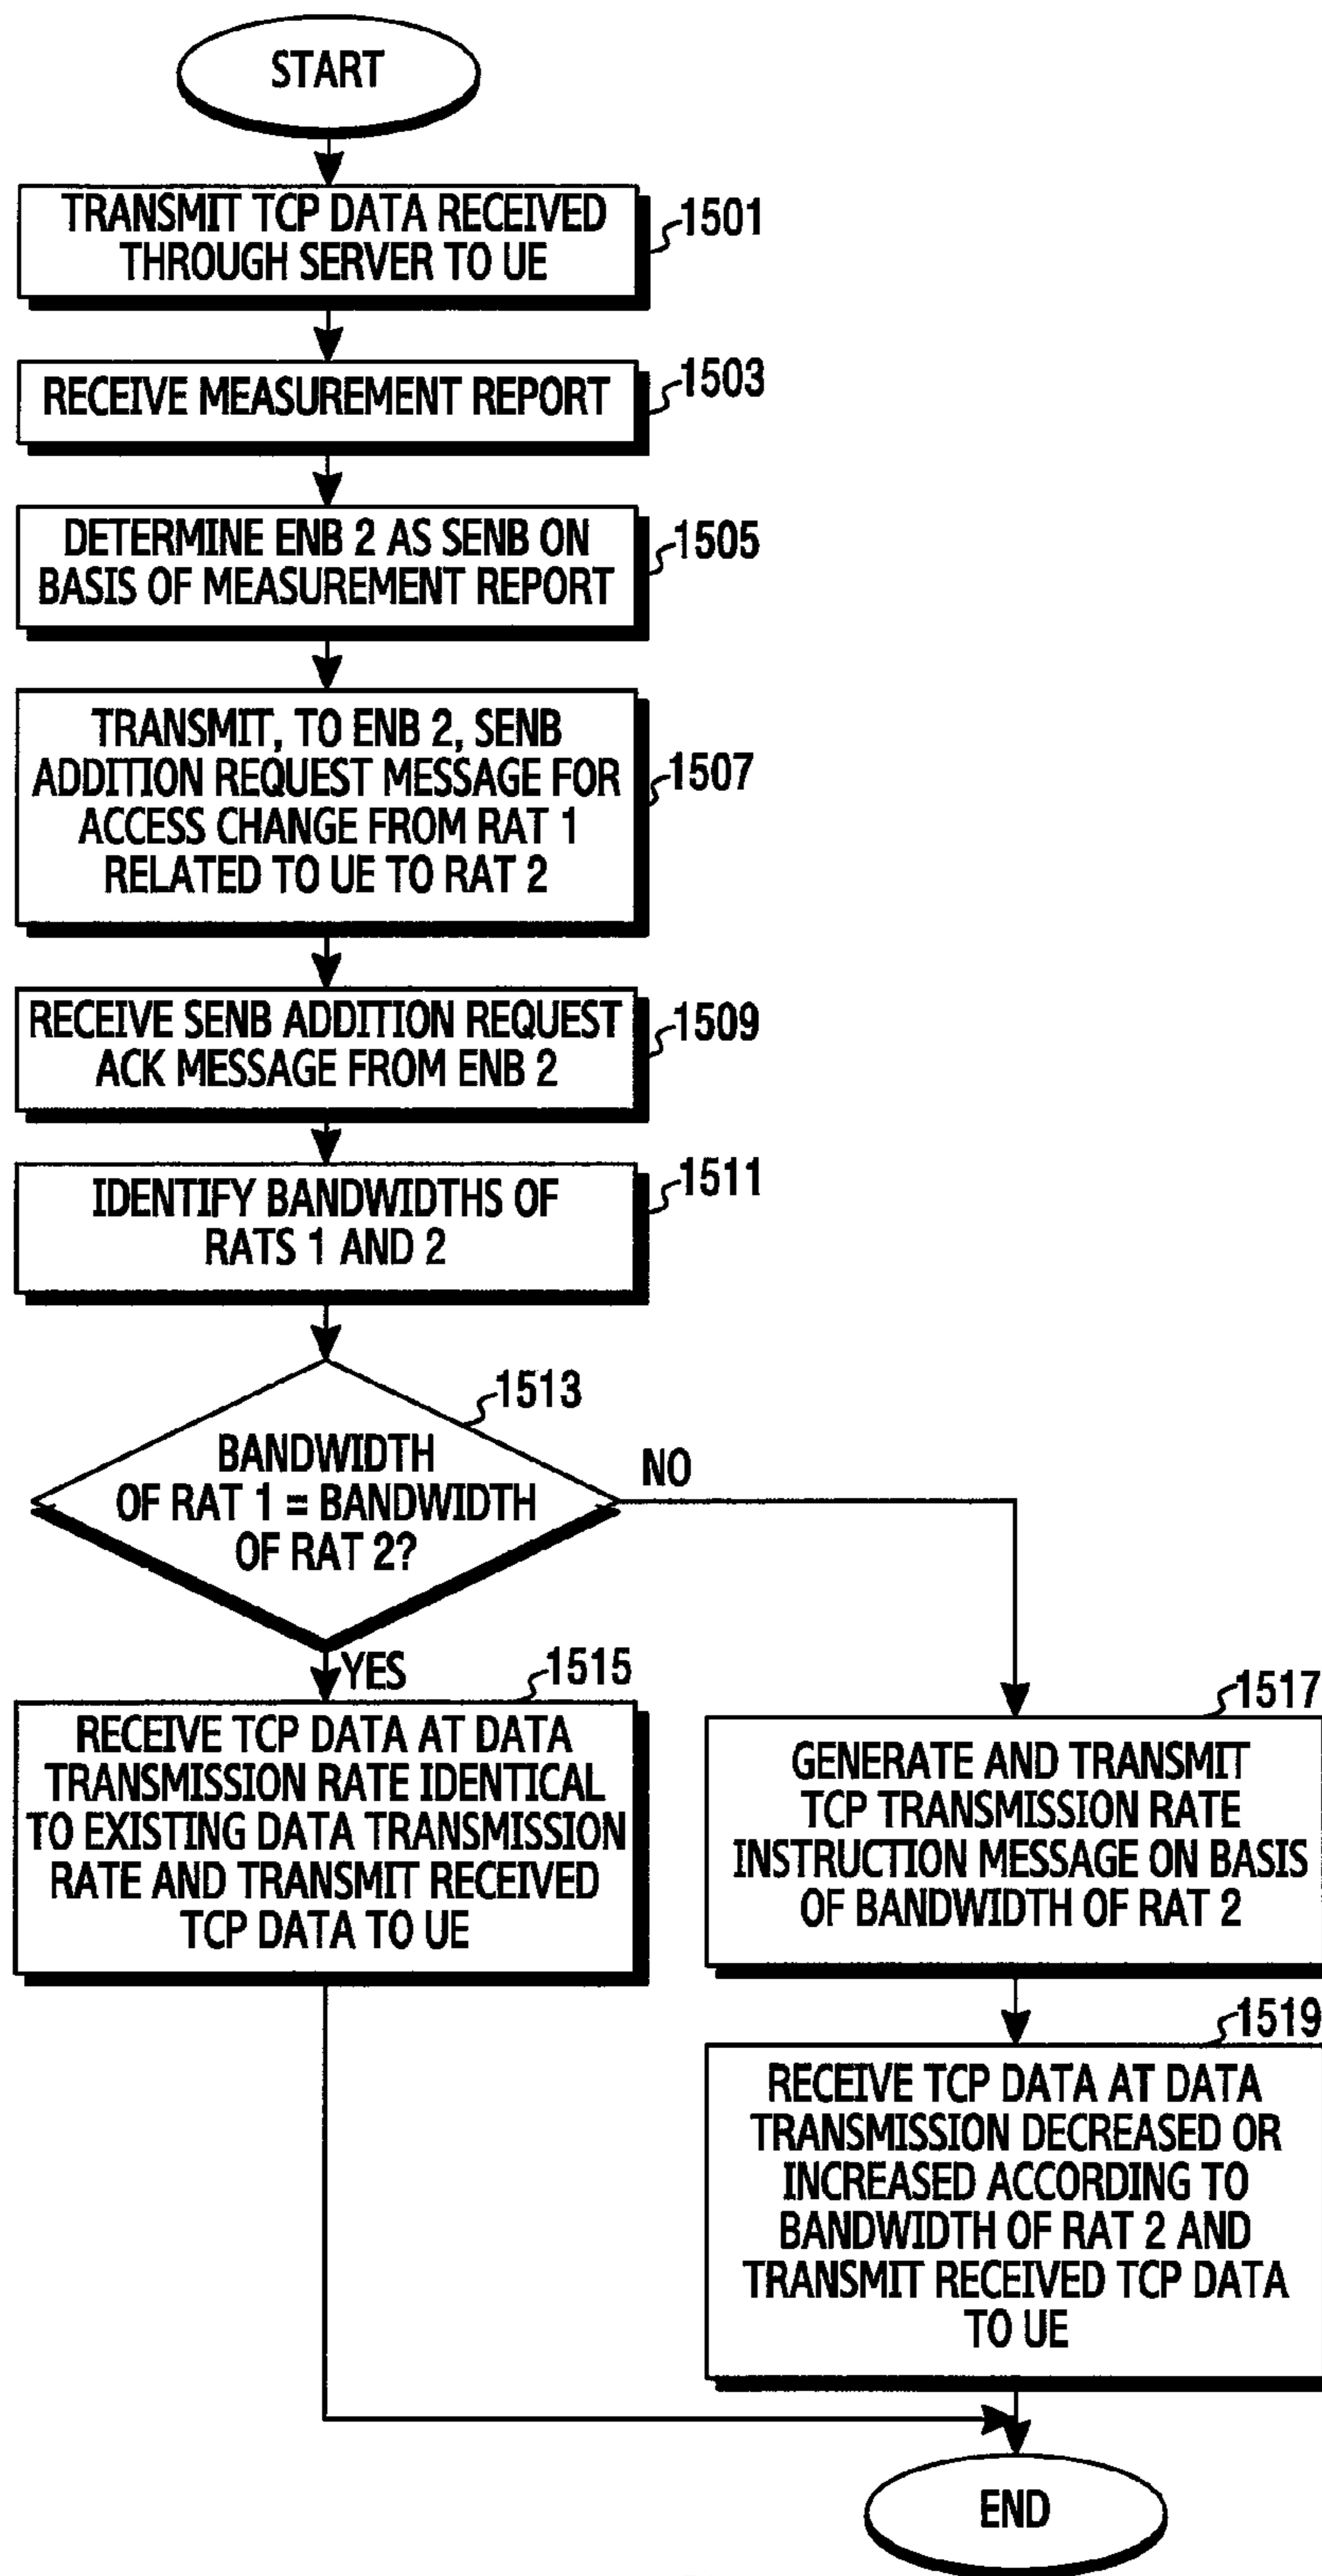 START
TRANSMIT TCP DATA RECEIVED
THROUGH SERVER TO UE
1501
RECEIVE MEASUREMENT REPORT
1503
DETERMINE ENB 2 AS SENB ON
BASIS OF MEASUREMENT REPORT
1505
TRANSMIT, TO ENB 2, SENB
ADDITION REQUEST MESSAGE FOR
ACCESS CHANGE FROM RAT 1
RELATED TO UE TO RAT 2
1507
RECEIVE SENB ADDITION REQUEST
ACK MESSAGE FROM ENB 2
1509
IDENTIFY BANDWIDTHS OF
RATS 1 AND 2
1511
1513
BANDWIDTH
OF RAT 1 = BANDWIDTH
OF RAT 2?
NO
YES
1515
RECEIVE TCP DATA AT DATA
TRANSMISSION RATE IDENTICAL
TO EXISTING DATA TRANSMISSION
RATE AND TRANSMIT RECEIVED
TCP DATA TO UE
1517
GENERATE AND TRANSMIT
TCP TRANSMISSION RATE
INSTRUCTION MESSAGE ON BASIS
OF BANDWIDTH OF RAT 2
1519
RECEIVE TCP DATA AT DATA
TRANSMISSION DECREASED OR
INCREASED ACCORDING TO
BANDWIDTH OF RAT 2 AND
TRANSMIT RECEIVED TCP DATA
TO UE
END